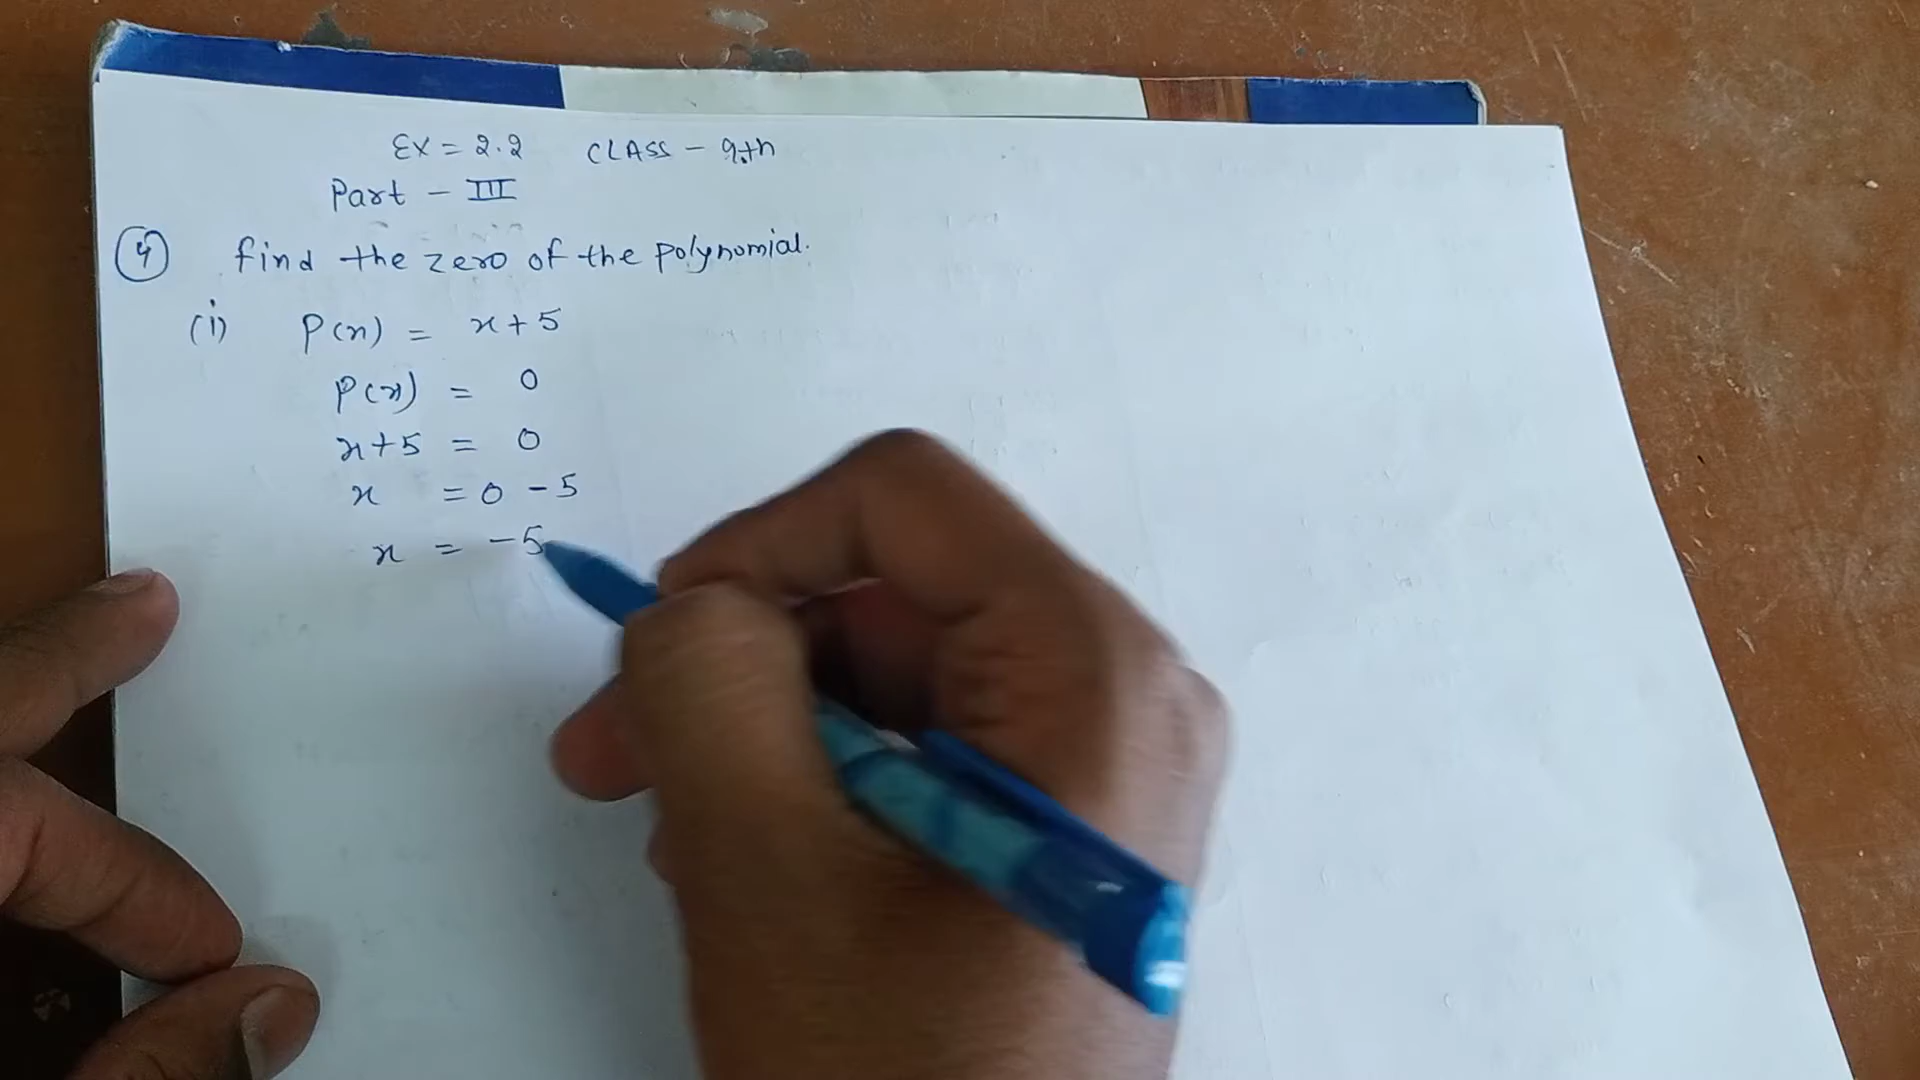 Ex = 2.2 CLASS - 9th
Part - III
4 find the zero of the polynomial.
(i) P(x) = x+5
P(x) = 0
x+5 = 0
x = 0 -5
x = -5